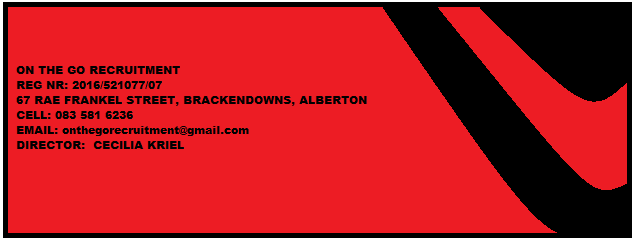 ON THE GO RECRUITMENT
REG NR: 2016/521077/07
67 RAE FRANKEL STREET, BRACKENDOWNS, ALBERTON
CELL: 083 581 6236
EMAIL: onthegorecruitment@gmail.com
DIRECTOR:  CECILIA KRIEL